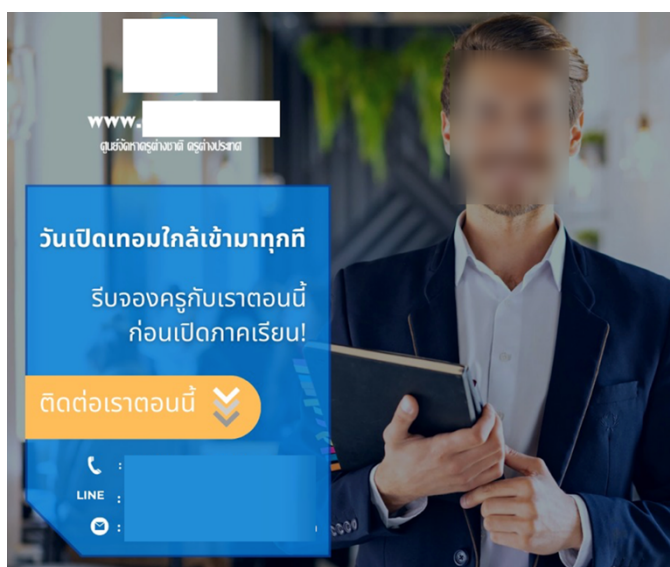 www.
ศูนย์จัดหาครูต่างชาติ ครูต่างประเทศ
วันเปิดเทอมใกล้เข้ามาทุกที
รีบจองครูกับเราตอนนี้
ก่อนเปิดภาคเรียน!
ติดต่อเราตอนนี้
:
LINE :
: